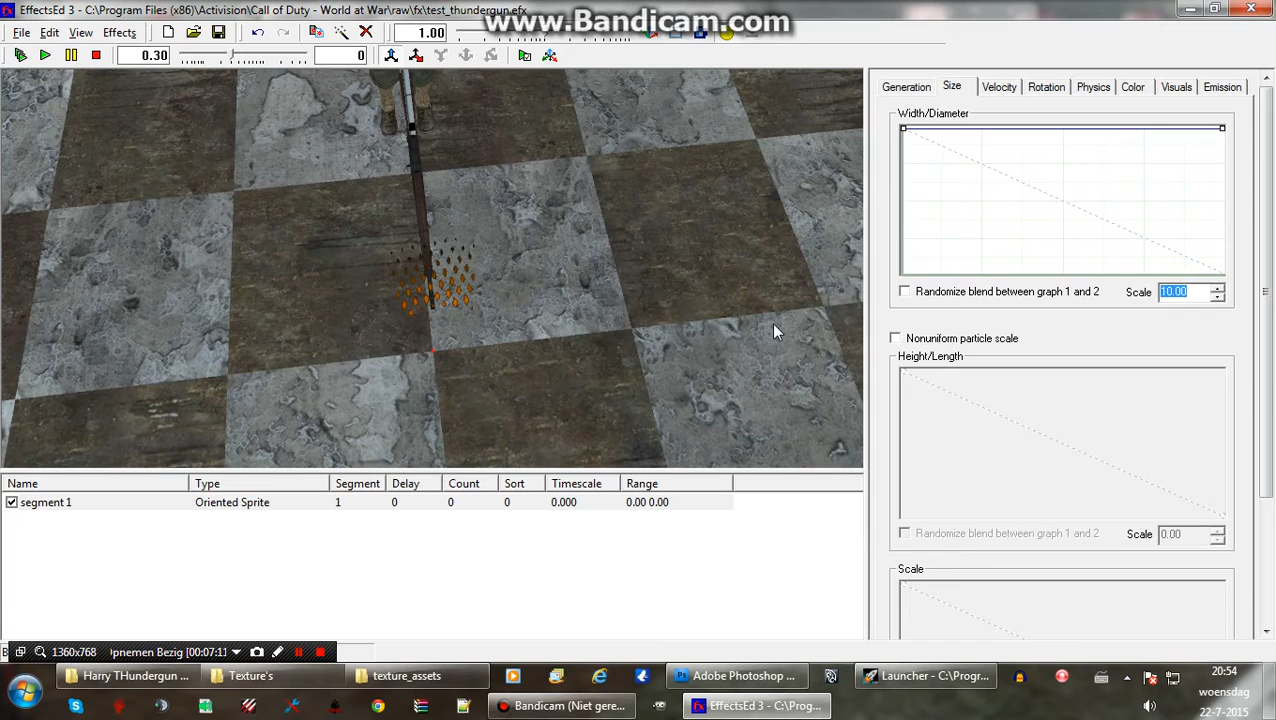 EffectsEd 3 - C:\Program Files (x86)\Activision\Call of Duty - World at War\raw\fx\test_thundergun.efx
www.Bandicam.com
File Edit View Effects
1.00
0.30
0
Generation Size Velocity Rotation Physics Color Visuals Emission
Width/Diameter
Randomize blend between graph 1 and 2 Scale 10.00
Nonuniform particle scale
Height/Length
Randomize blend between graph 1 and 2 Scale 0.00
Scale
Name Type Segment Delay Count Sort Timescale Range
segment 1 Oriented Sprite 1 0 0 0 0.000 0.00 0.00
1360x768 Opnemen Bezig [00:07:11
Harry THundergun ... Texture's texture_assets Adobe Photoshop ... Launcher - C:\Progr... 20:54
woensdag
Bandicam (Niet gere... EffectsEd 3 - C:\Prog... 22-7-2015